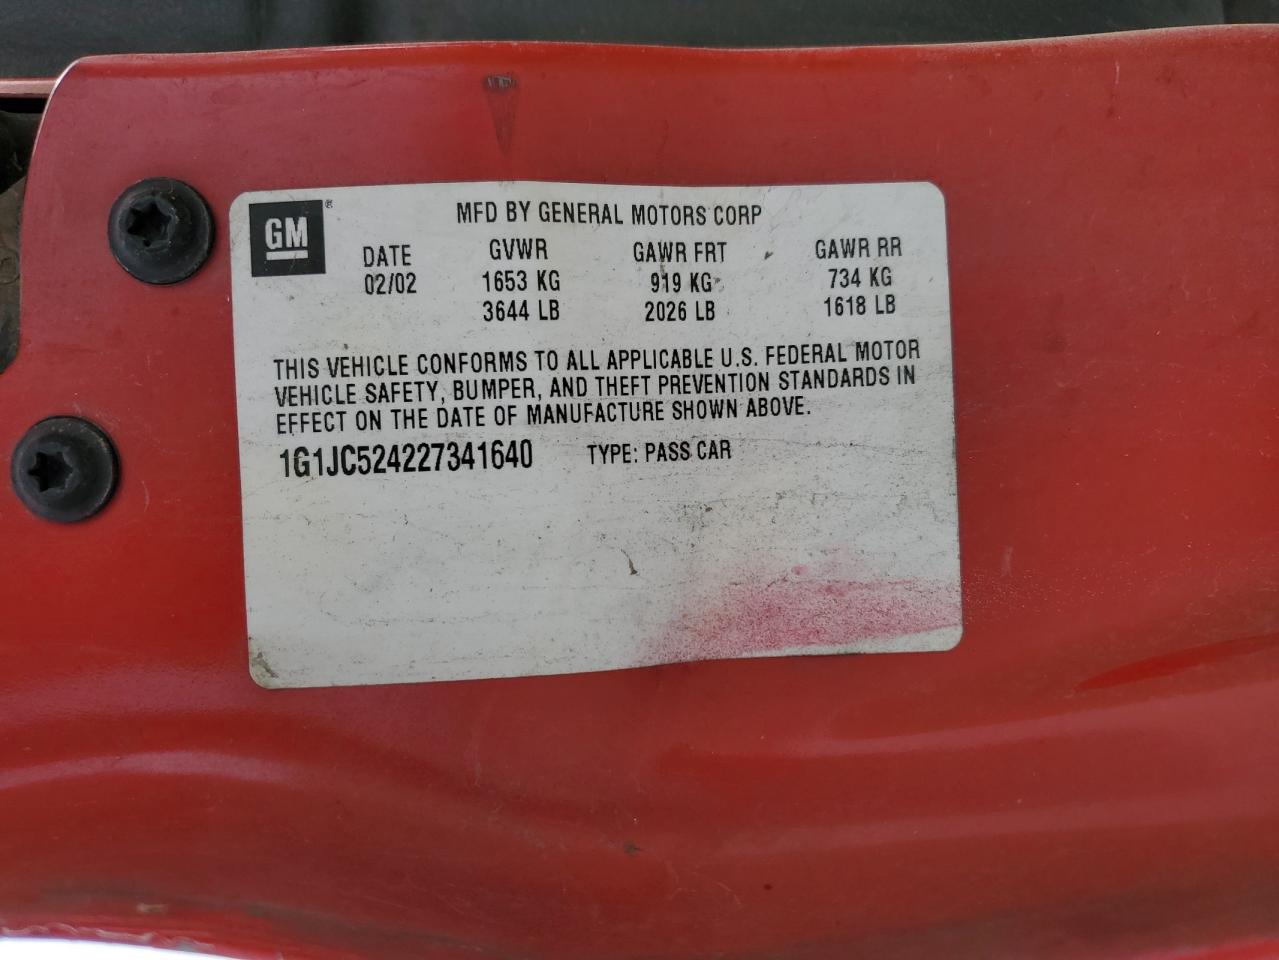 GM ®
MFD BY GENERAL MOTORS CORP
DATE GVWR GAWR FRT GAWR RR
02/02 1653 KG 919 KG 734 KG
3644 LB 2026 LB 1618 LB
THIS VEHICLE CONFORMS TO ALL APPLICABLE U.S. FEDERAL MOTOR
VEHICLE SAFETY, BUMPER, AND THEFT PREVENTION STANDARDS IN
EFFECT ON THE DATE OF MANUFACTURE SHOWN ABOVE.
1G1JC524227341640 TYPE: PASS CAR